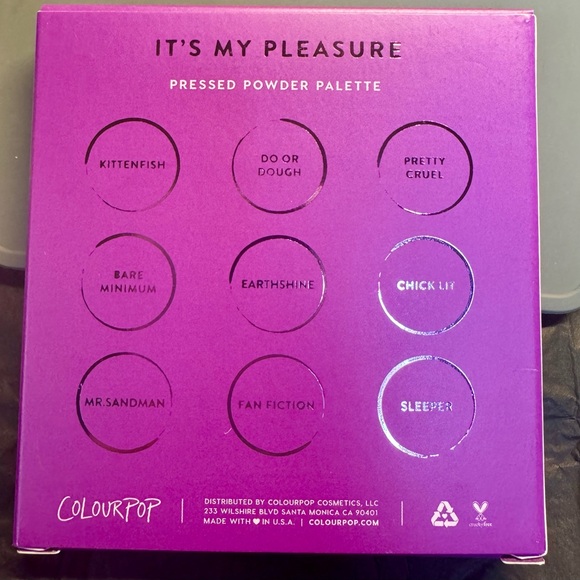 IT'S MY PLEASURE
PRESSED POWDER PALETTE
KITTENFISH
DO OR
DOUGH
PRETTY
CRUEL
BARE
MINIMUM
EARTHSHINE
CHICK LIT
MR.SANDMAN
FAN FICTION
SLEEPER
COLOURPOP
DISTRIBUTED BY COLOURPOP COSMETICS, LLC
233 WILSHIRE BLVD SANTA MONICA CA 90401
MADE WITH ♥ IN U.S.A. | COLOURPOP.COM
crueltyfree